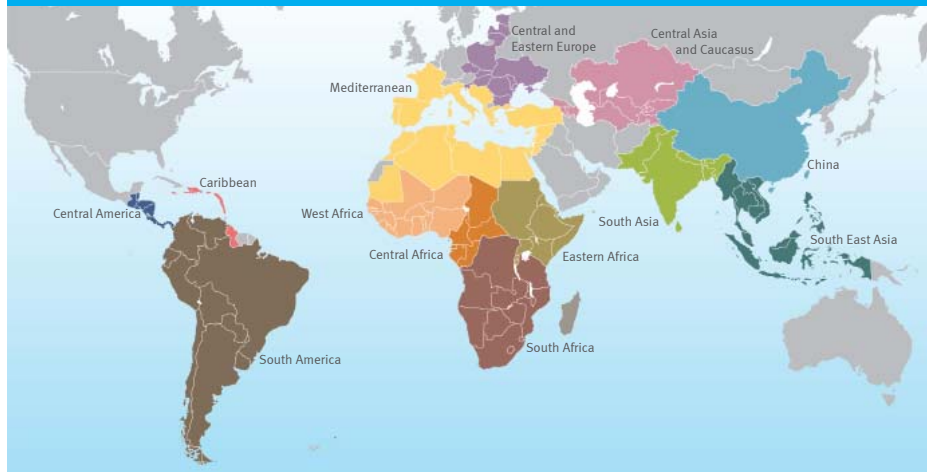 Central and
Eastern Europe
Central Asia
and Caucasus
Mediterranean
China
Caribbean
Central America
West Africa
South Asia
South East Asia
Central Africa
Eastern Africa
South Africa
South America